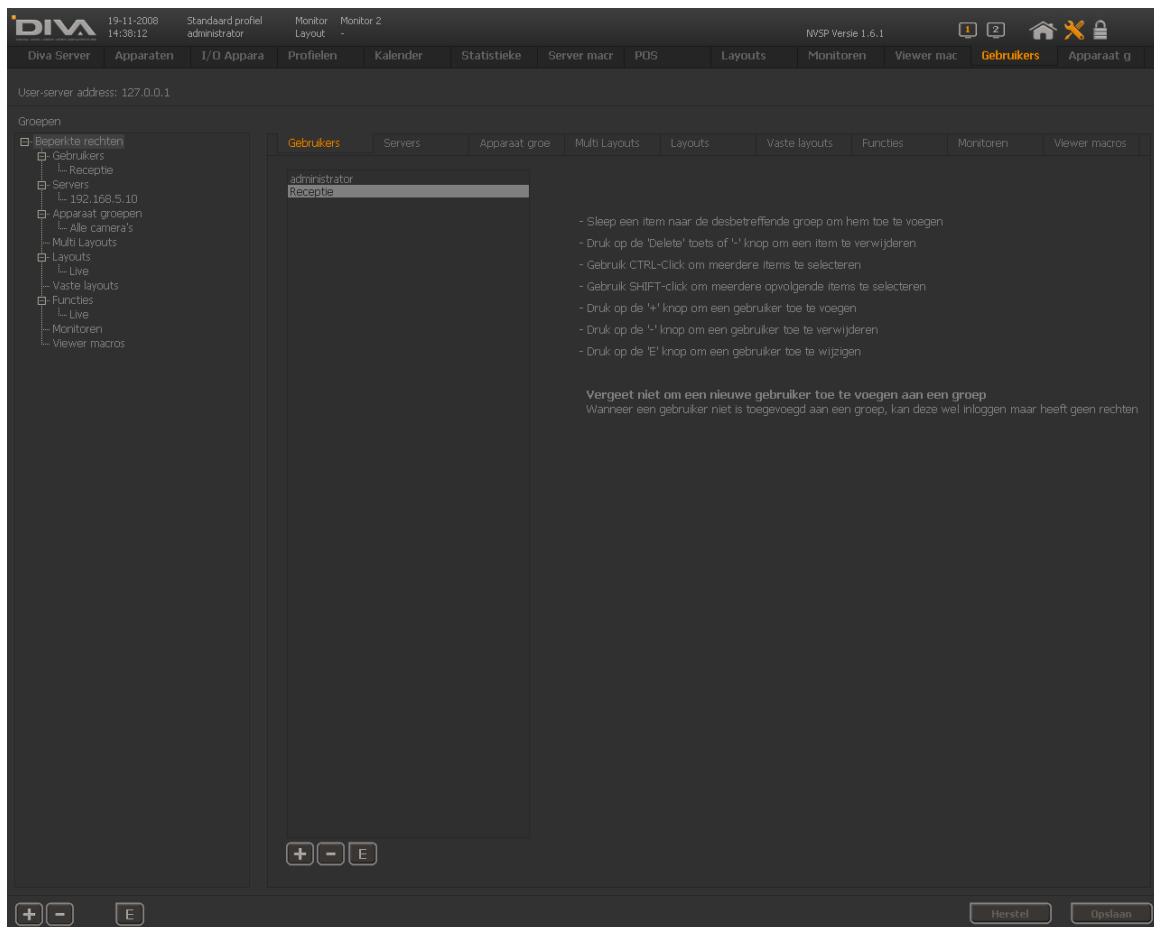 DIVA
19-11-2008 Standaard profiel Monitor Monitor 2
14:38:12 administrator Layout -
NVSP Versie 1.6.1
1 2
Diva Server Apparaten I/O Appara Profielen Kalender Statistieke Server macr POS Layouts Monitoren Viewer mac Gebruikers Apparaat g
User-server address: 127.0.0.1
Groepen
Beperkte rechten
Gebruikers
Receptie
Servers
192.168.5.10
Apparaat groepen
Alle camera's
Multi Layouts
Layouts
Live
Vaste layouts
Functies
Live
Monitoren
Viewer macros
Gebruikers Servers Apparaat groe Multi Layouts Layouts Vaste layouts Functies Monitoren Viewer macros
administrator
Receptie
- Sleep een item naar de desbetreffende groep om hem toe te voegen
- Druk op de 'Delete' toets of '-' knop om een item te verwijderen
- Gebruik CTRL-Click om meerdere items te selecteren
- Gebruik SHIFT-click om meerdere opvolgende items te selecteren
- Druk op de '+' knop om een gebruiker toe te voegen
- Druk op de '-' knop om een gebruiker toe te verwijderen
- Druk op de 'E' knop om een gebruiker toe te wijzigen
Vergeet niet om een nieuwe gebruiker toe te voegen aan een groep
Wanneer een gebruiker niet is toegevoegd aan een groep, kan deze wel inloggen maar heeft geen rechten
+ - E
+ - E
Herstel Opslaan